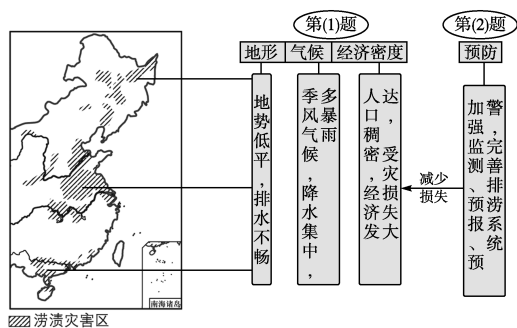 第(1)题
第(2)题
地形
气候
经济密度
预防
地势低平，排水不畅
季风气候，降水集中，
多暴雨
人口稠密，经济发
达，受灾损失大
加强监测、预报、预
警，完善排涝系统
减少
损失
南海诸岛
涝渍灾害区